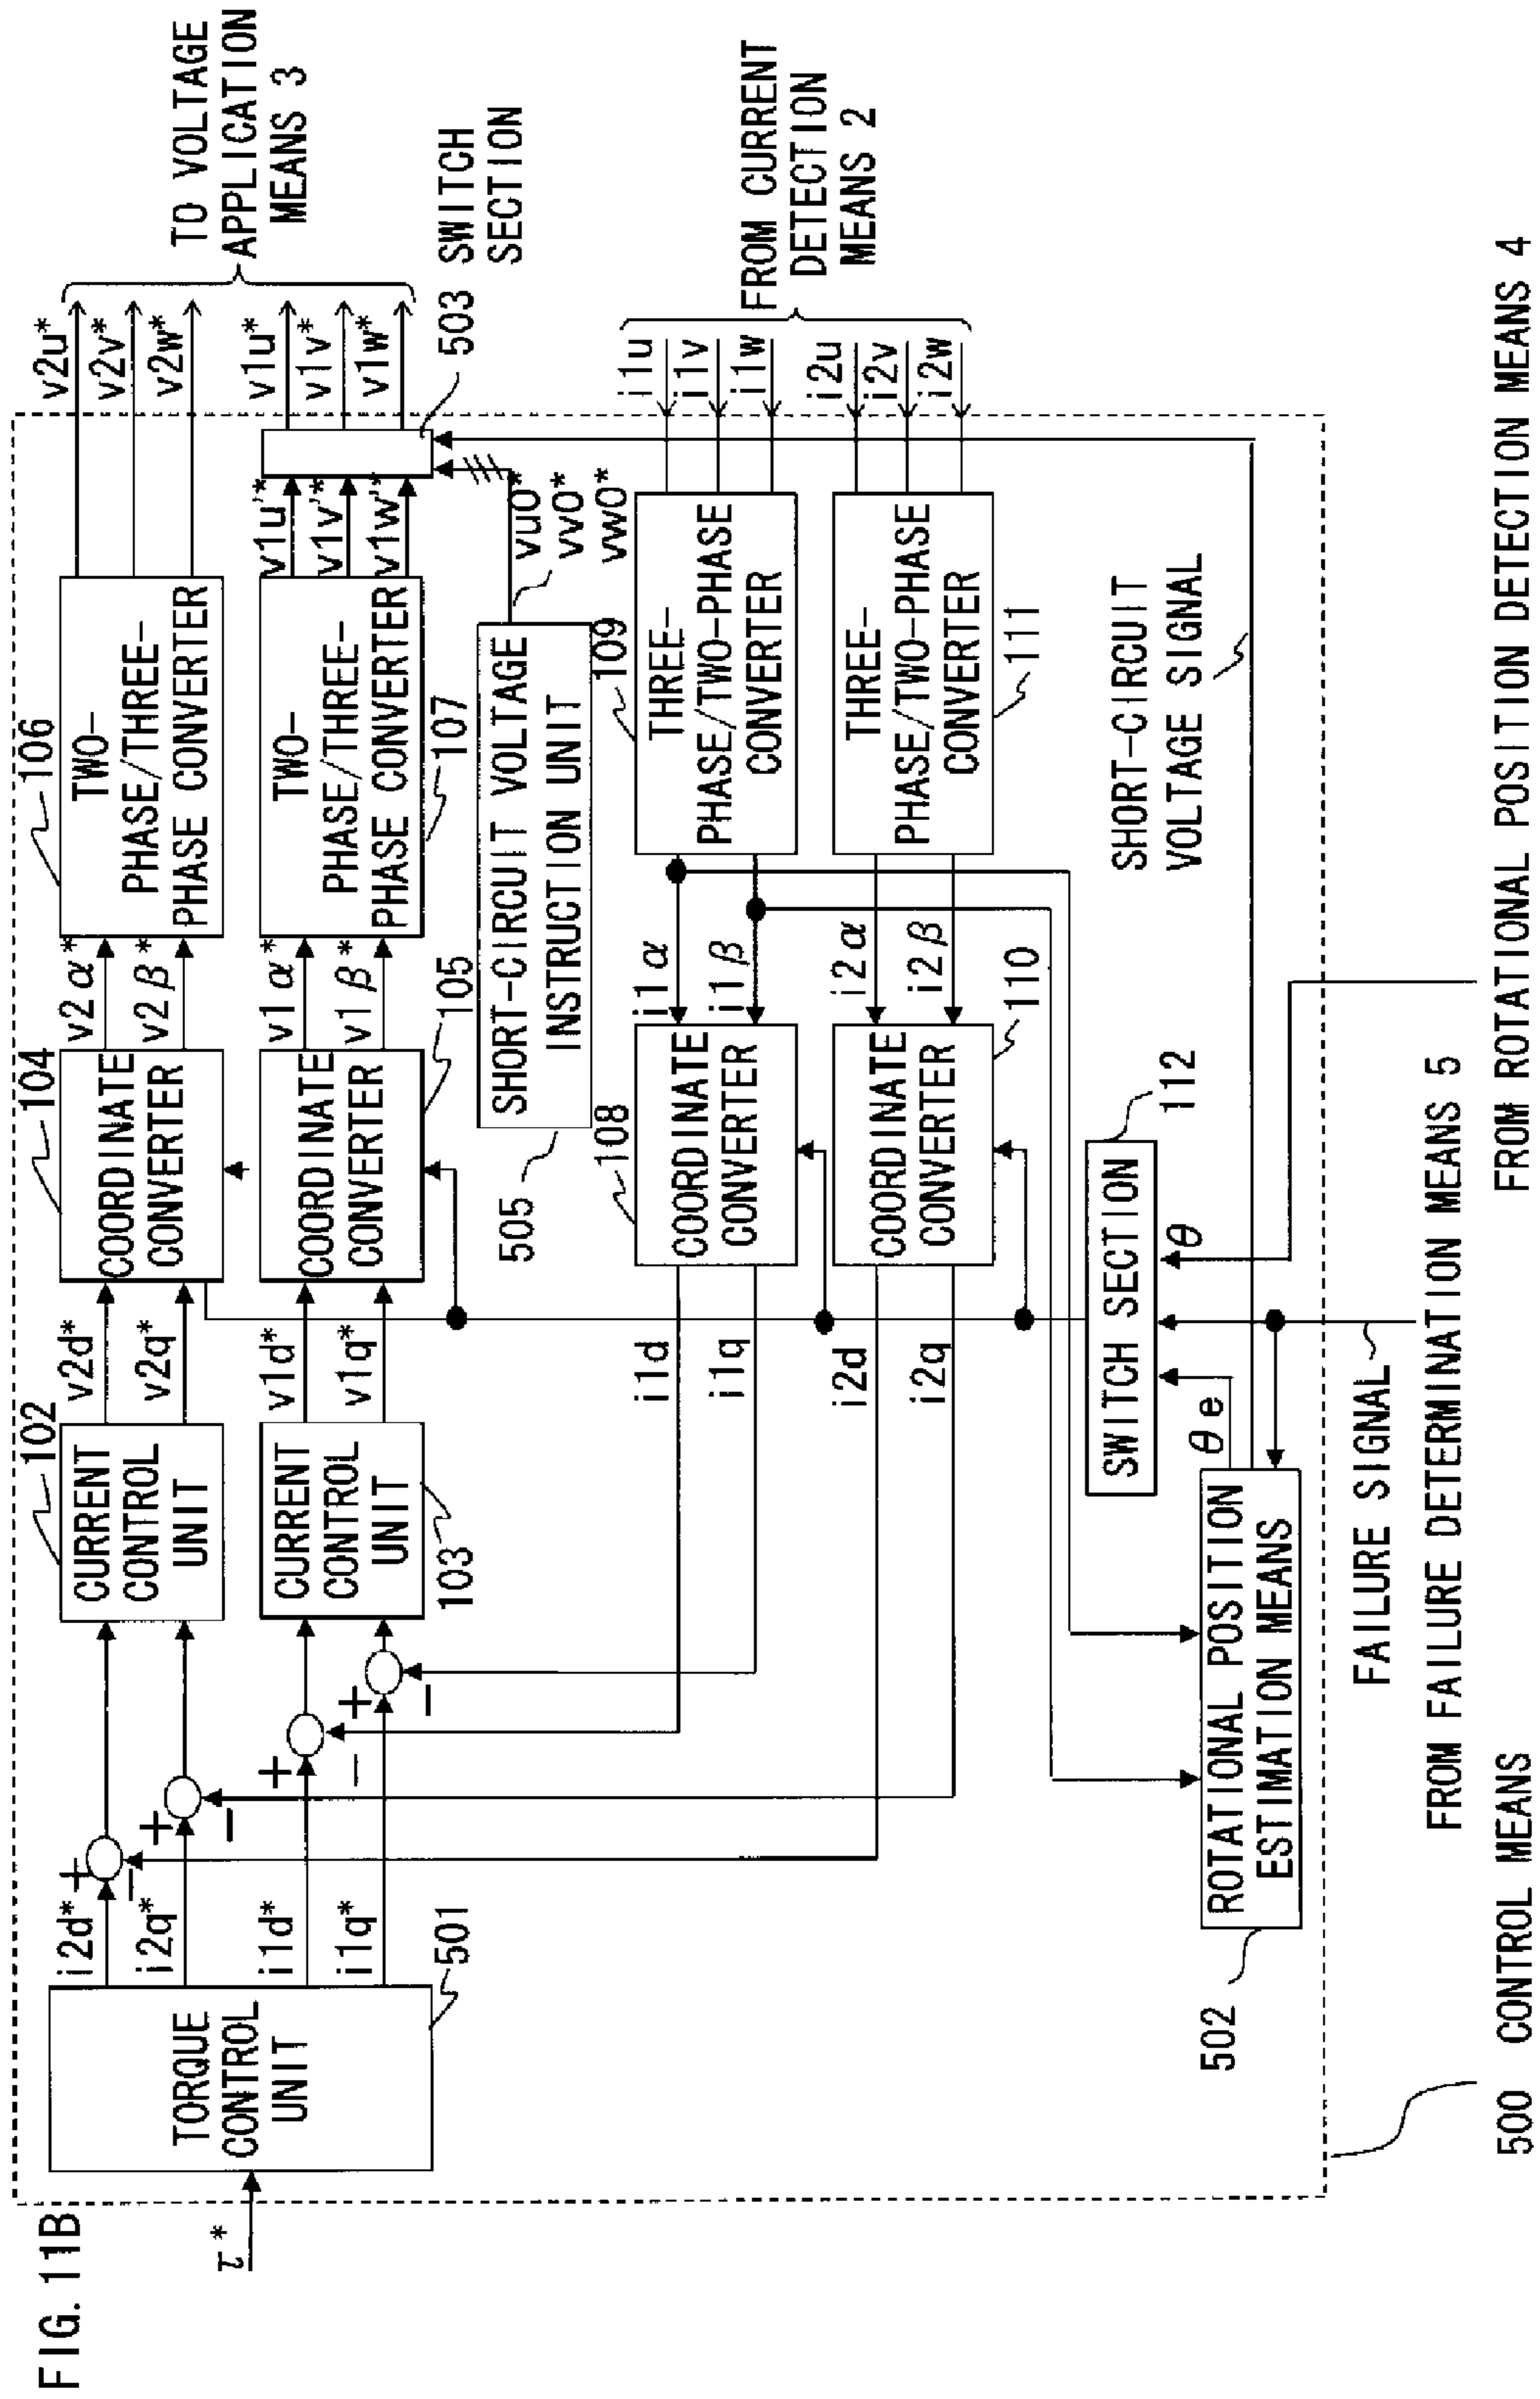 FIG. 11B
τ*
TORQUE
CONTROL
UNIT
501
i2d*
i2q*
i1d*
i1q*
+
−
+
−
+
−
+
−
102
CURRENT
CONTROL
UNIT
CURRENT
CONTROL
UNIT
103
v2d*
v2q*
v1d*
v1q*
104
COORDINATE
CONVERTER
COORDINATE
CONVERTER
105
v2α*
v2β*
v1α*
v1β*
106
TWO-
PHASE/THREE-
PHASE CONVERTER
TWO-
PHASE/THREE-
PHASE CONVERTER
107
v2u*
v2v*
v2w*
v1u'*
v1v'*
v1w'*
v1u*
v1v*
v1w*
TO VOLTAGE
APPLICATION
MEANS 3
503 SWITCH
SECTION
505
SHORT-CIRCUIT VOLTAGE
INSTRUCTION UNIT
vu0*
vv0*
vw0*
i1d
i1q
i2d
i2q
108
COORDINATE
CONVERTER
COORDINATE
CONVERTER
110
i1α
i1β
i2α
i2β
109
THREE-
PHASE/TWO-PHASE
CONVERTER
THREE-
PHASE/TWO-PHASE
CONVERTER
111
i1u
i1v
i1w
i2u
i2v
i2w
FROM CURRENT
DETECTION
MEANS 2
SWITCH SECTION
112
θe
θ
SHORT-CIRCUIT
VOLTAGE SIGNAL
502
ROTATIONAL POSITION
ESTIMATION MEANS
FAILURE SIGNAL
FROM FAILURE DETERMINATION MEANS 5
FROM ROTATIONAL POSITION DETECTION MEANS 4
500 CONTROL MEANS